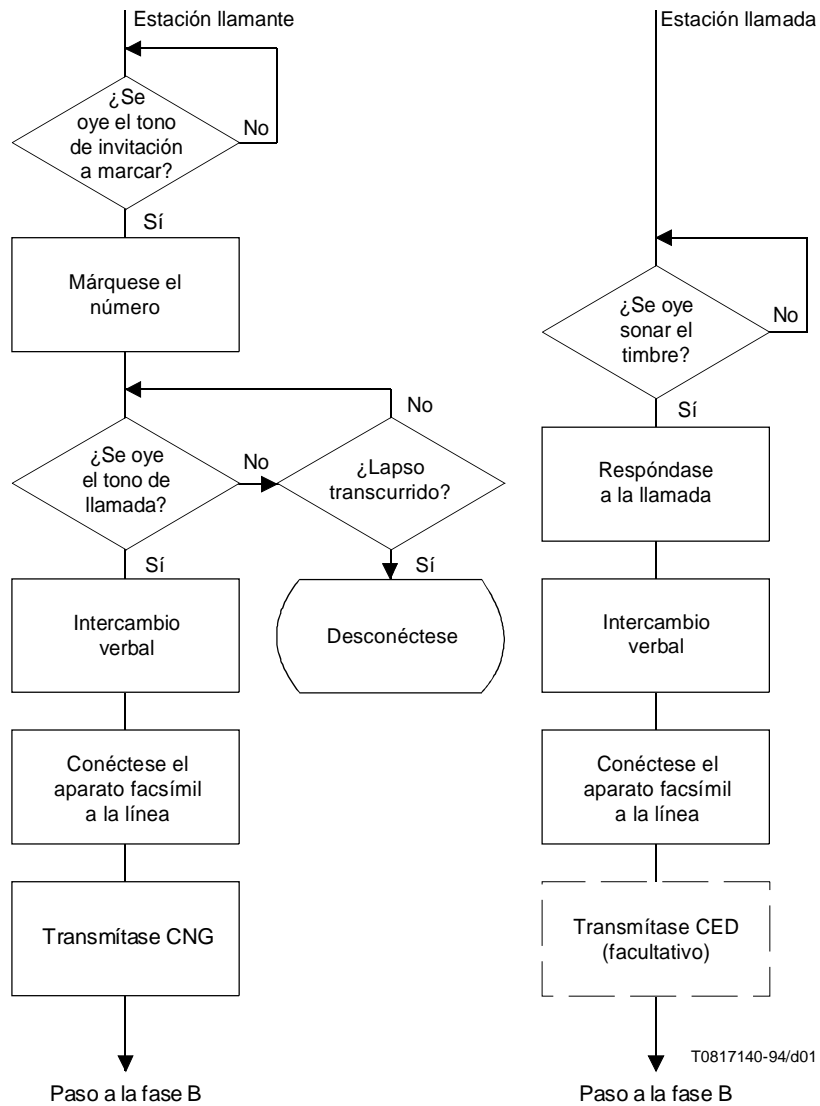 Estación llamante
¿Se
oye el tono
de invitación
a marcar?
No
Sí
Márquese el
número
No
¿Se oye
el tono de
llamada?
No
¿Lapso
transcurrido?
Sí
Sí
Intercambio
verbal
Desconéctese
Conéctese el
aparato facsímil
a la línea
Transmítase CNG
Paso a la fase B
Estación llamada
¿Se oye
sonar el
timbre?
No
Sí
Respóndase
a la llamada
Intercambio
verbal
Conéctese el
aparato facsímil
a la línea
Transmítase CED
(facultativo)
T0817140-94/d01
Paso a la fase B